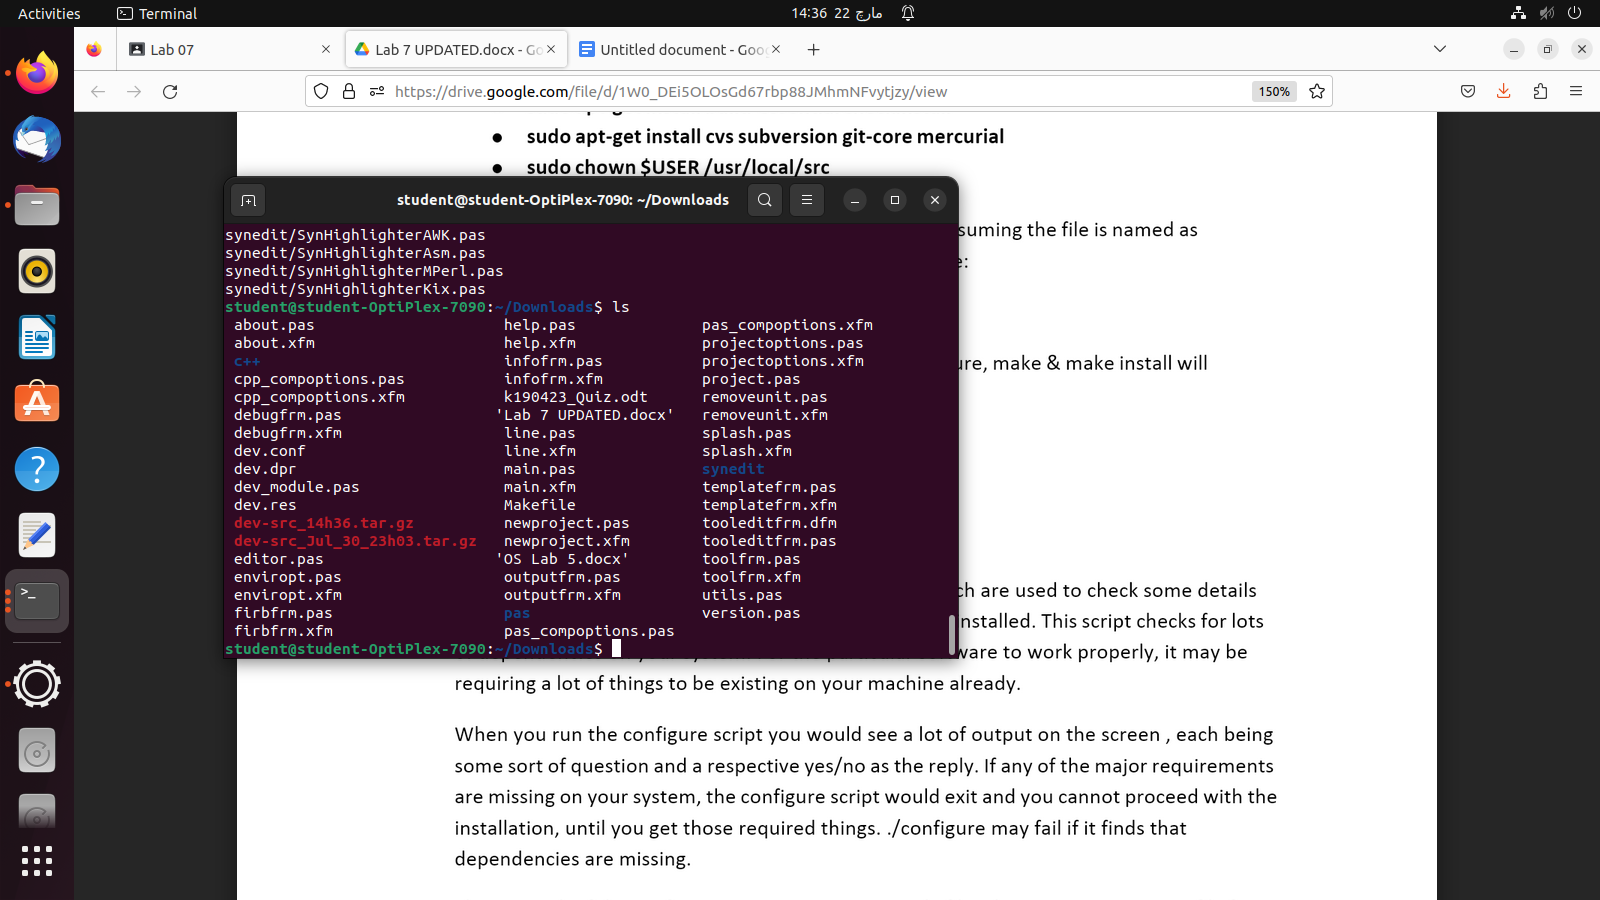 Activities
Terminal
14:36 22 مارچ
Lab 07
Lab 7 UPDATED.docx - Go
Untitled document - Goo
https://drive.google.com/file/d/1W0_DEi5OLOsGd67rbp88JMhmNFvytjzy/view
150%
● sudo apt-get install cvs subversion git-core mercurial
● sudo chown $USER /usr/local/src
student@student-OptiPlex-7090: ~/Downloads
suming the file is named as
e:
ure, make & make install will
ch are used to check some details
nstalled. This script checks for lots
ware to work properly, it may be
synedit/SynHighlighterAWK.pas
synedit/SynHighlighterAsm.pas
synedit/SynHighlighterMPerl.pas
synedit/SynHighlighterKix.pas
student@student-OptiPlex-7090:~/Downloads$ ls
about.pas help.pas pas_compoptions.xfm
about.xfm help.xfm projectoptions.pas
c++ infofrm.pas projectoptions.xfm
cpp_compoptions.pas infofrm.xfm project.pas
cpp_compoptions.xfm k190423_Quiz.odt removeunit.pas
debugfrm.pas 'Lab 7 UPDATED.docx' removeunit.xfm
debugfrm.xfm line.pas splash.pas
dev.conf line.xfm splash.xfm
dev.dpr main.pas synedit
dev_module.pas main.xfm templatefrm.pas
dev.res Makefile templatefrm.xfm
dev-src_14h36.tar.gz newproject.pas tooleditfrm.dfm
dev-src_Jul_30_23h03.tar.gz newproject.xfm tooleditfrm.pas
editor.pas 'OS Lab 5.docx' toolfrm.pas
enviropt.pas outputfrm.pas toolfrm.xfm
enviropt.xfm outputfrm.xfm utils.pas
firbfrm.pas pas version.pas
firbfrm.xfm pas_compoptions.pas
student@student-OptiPlex-7090:~/Downloads$
requiring a lot of things to be existing on your machine already.
When you run the configure script you would see a lot of output on the screen , each being
some sort of question and a respective yes/no as the reply. If any of the major requirements
are missing on your system, the configure script would exit and you cannot proceed with the
installation, until you get those required things. ./configure may fail if it finds that
dependencies are missing.